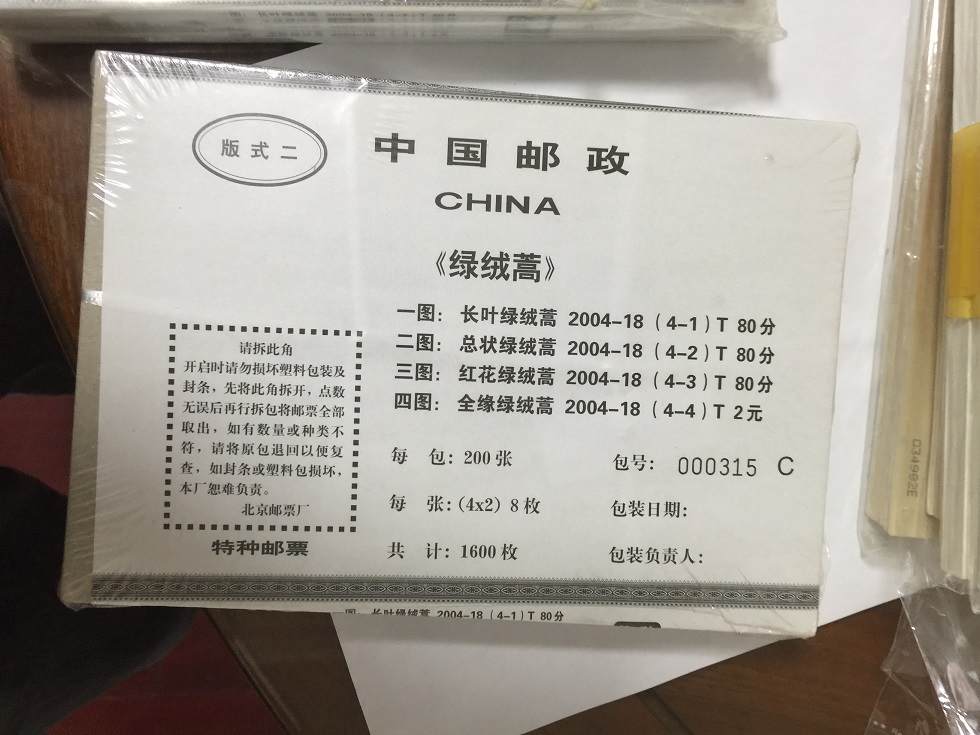 版式二
中国邮政
CHINA
《绿绒蒿》
一图: 长叶绿绒蒿 2004-18 (4-1) T 80分
二图: 总状绿绒蒿 2004-18 (4-2) T 80分
三图: 红花绿绒蒿 2004-18 (4-3) T 80分
四图: 全缘绿绒蒿 2004-18 (4-4) T 2元
请拆此角
开启时请勿损坏塑料包装及
封条，先将此角拆开，点数
无误后再行拆包将邮票全部
取出，如有数量或种类不
符，请将原包退回以便复
查，如封条或塑料包损坏，
本厂恕难负责。
北京邮票厂
特种邮票
每 包: 200张
每 张: (4x2) 8枚
共 计: 1600枚
包号: 000315 C
包装日期:
包装负责人:
图: 长叶绿绒蒿 2004-18 (4-1) T 80分
034992E